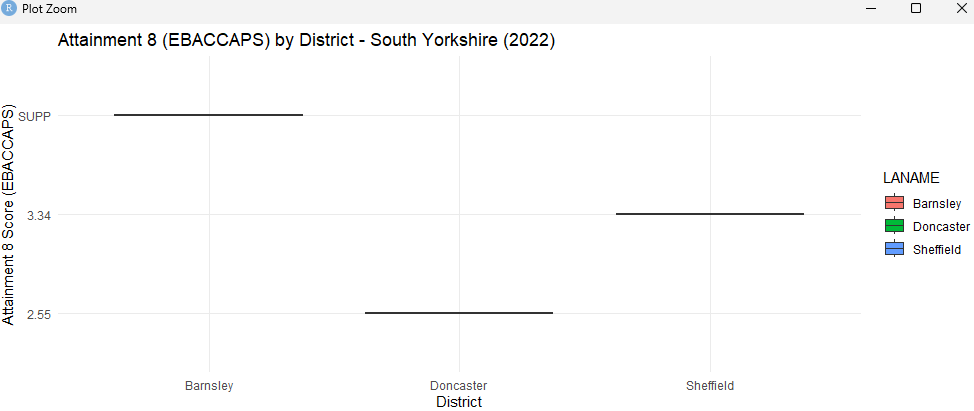 R Plot Zoom
Attainment 8 (EBACCAPS) by District - South Yorkshire (2022)
Attainment 8 Score (EBACCAPS)
SUPP
3.34
2.55
Barnsley Doncaster Sheffield
District
LANAME
Barnsley
Doncaster
Sheffield